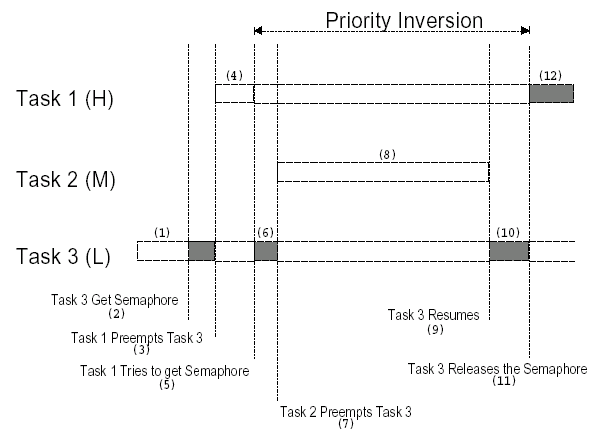 Priority Inversion
(4)
(12)
Task 1 (H)
(8)
Task 2 (M)
(1)
(6)
(10)
Task 3 (L)
Task 3 Get Semaphore
(2)
Task 3 Resumes
(9)
Task 1 Preempts Task 3
(3)
Task 1 Tries to get Semaphore
(5)
Task 3 Releases the Semaphore
(11)
Task 2 Preempts Task 3
(7)